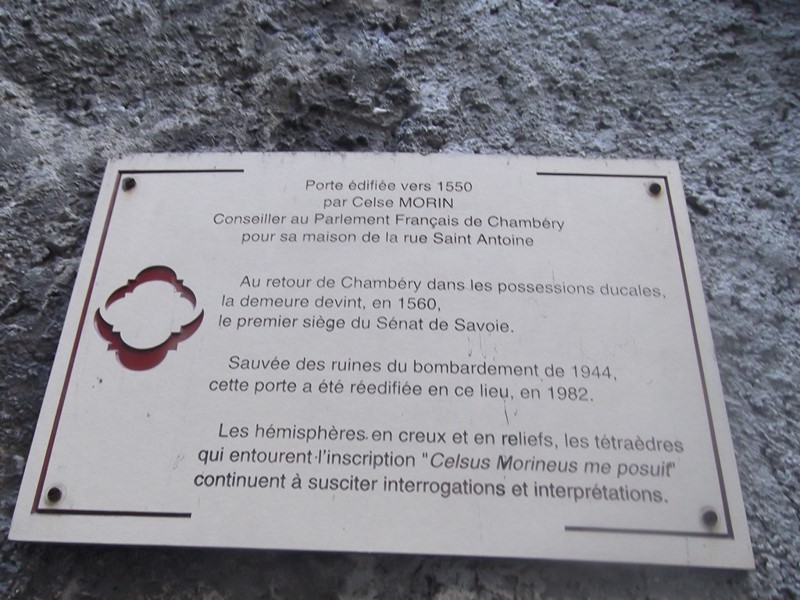 Porte édifiée vers 1550
par Celse MORIN
Conseiller au Parlement Français de Chambéry
pour sa maison de la rue Saint Antoine
Au retour de Chambéry dans les possessions ducales,
la demeure devint, en 1560,
le premier siège du Sénat de Savoie.
Sauvée des ruines du bombardement de 1944,
cette porte a été réedifiée en ce lieu, en 1982.
Les hémisphères en creux et en reliefs, les tétraèdres
qui entourent l'inscription "Celsus Morineus me posuit"
continuent à susciter interrogations et interprétations.